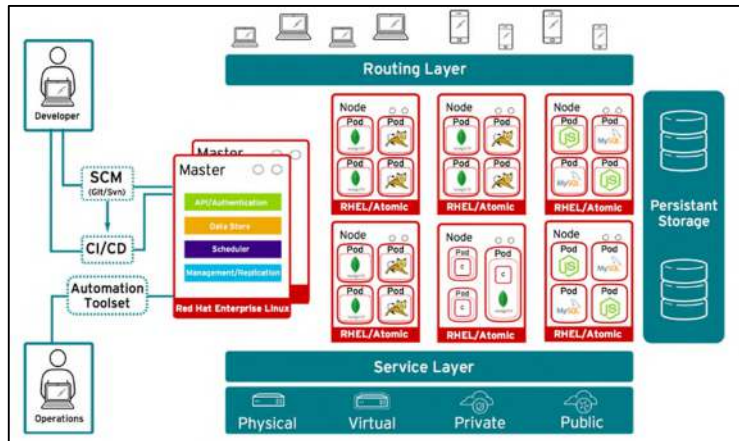 Routing Layer
Developer
SCM
(Git/Svn)
CI/CD
Automation
Toolset
Operations
Master
Master
API/Authentication
Data Store
Scheduler
Management/Replication
Red Hat Enterprise Linux
Node
Pod Pod
Pod Pod
RHEL/Atomic
Node
Pod Pod
Pod Pod
RHEL/Atomic
Node
Pod Pod
JS MySQL
Pod Pod
MySQL JS
RHEL/Atomic
Node
Pod Pod
Pod Pod
RHEL/Atomic
Node
Pod Pod
C C
Pod
C
RHEL/Atomic
Node
Pod Pod
JS MySQL
Pod Pod
MySQL JS
RHEL/Atomic
Persistant
Storage
Service Layer
Physical Virtual Private Public